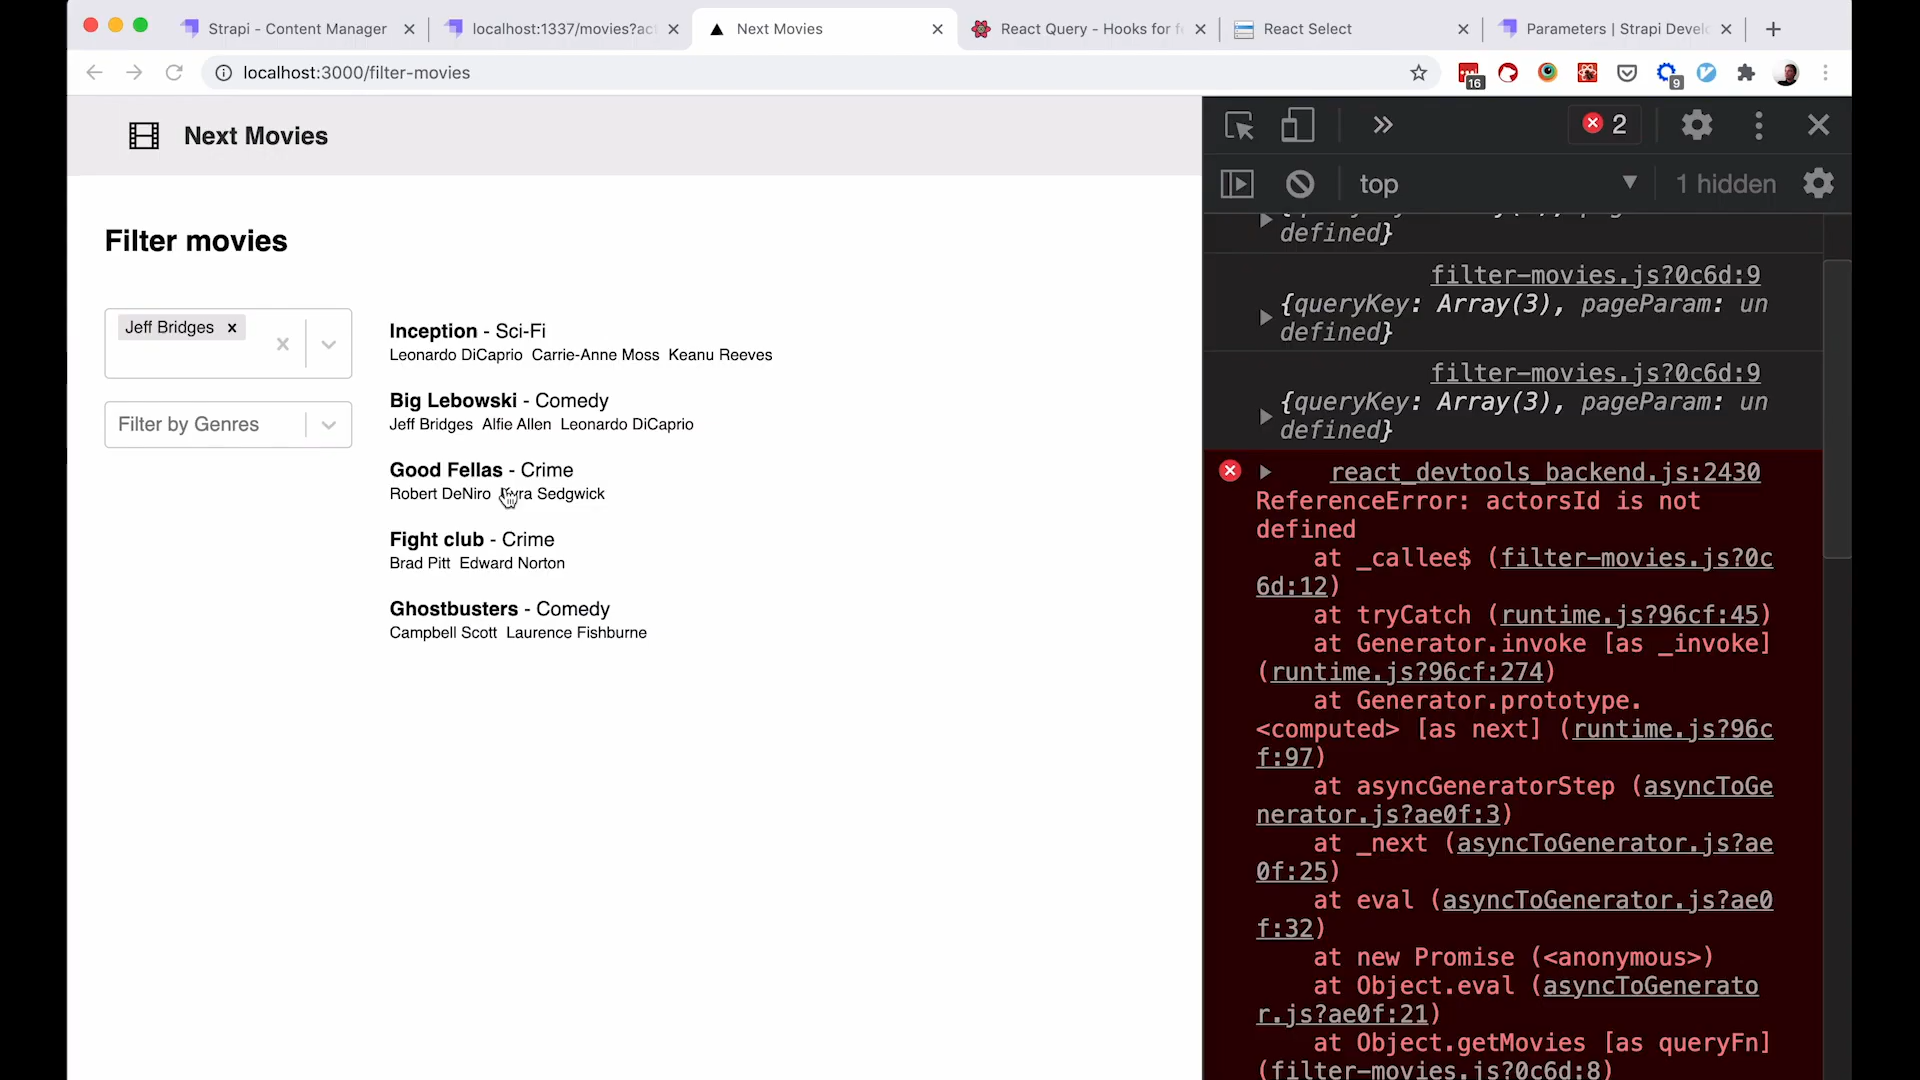 Strapi - Content Manager
localhost:1337/movies?ac
Next Movies
React Query - Hooks for fe
React Select
Parameters | Strapi Devel
localhost:3000/filter-movies
16
9
Next Movies
Filter movies
Jeff Bridges
Filter by Genres
Inception - Sci-Fi
Leonardo DiCaprio Carrie-Anne Moss Keanu Reeves
Big Lebowski - Comedy
Jeff Bridges Alfie Allen Leonardo DiCaprio
Good Fellas - Crime
Robert DeNiro Kyra Sedgwick
Fight club - Crime
Brad Pitt Edward Norton
Ghostbusters - Comedy
Campbell Scott Laurence Fishburne
2
top
1 hidden
defined}
filter-movies.js?0c6d:9
{queryKey: Array(3), pageParam: un
defined}
filter-movies.js?0c6d:9
{queryKey: Array(3), pageParam: un
defined}
react_devtools_backend.js:2430
ReferenceError: actorsId is not
defined
at _callee$ (filter-movies.js?0c
6d:12)
at tryCatch (runtime.js?96cf:45)
at Generator.invoke [as _invoke]
(runtime.js?96cf:274)
at Generator.prototype.
<computed> [as next] (runtime.js?96c
f:97)
at asyncGeneratorStep (asyncToGe
nerator.js?ae0f:3)
at _next (asyncToGenerator.js?ae
0f:25)
at eval (asyncToGenerator.js?ae0
f:32)
at new Promise (<anonymous>)
at Object.eval (asyncToGenerato
r.js?ae0f:21)
at Object.getMovies [as queryFn]
(filter-movies.js?0c6d:8)